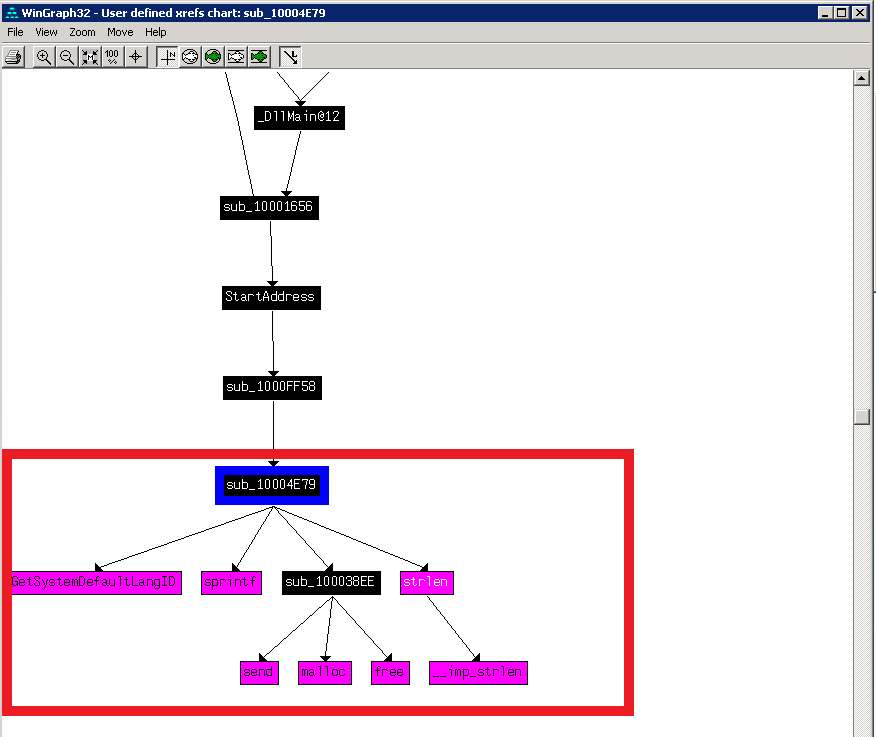 WinGraph32 - User defined xrefs chart: sub_10004E79
File View Zoom Move Help
100 %
N
_DllMain@12
sub_10001656
StartAddress
sub_1000FF58
sub_10004E79
GetSystemDefaultLangID sprintf sub_100038EE strlen
send malloc free __imp_strlen